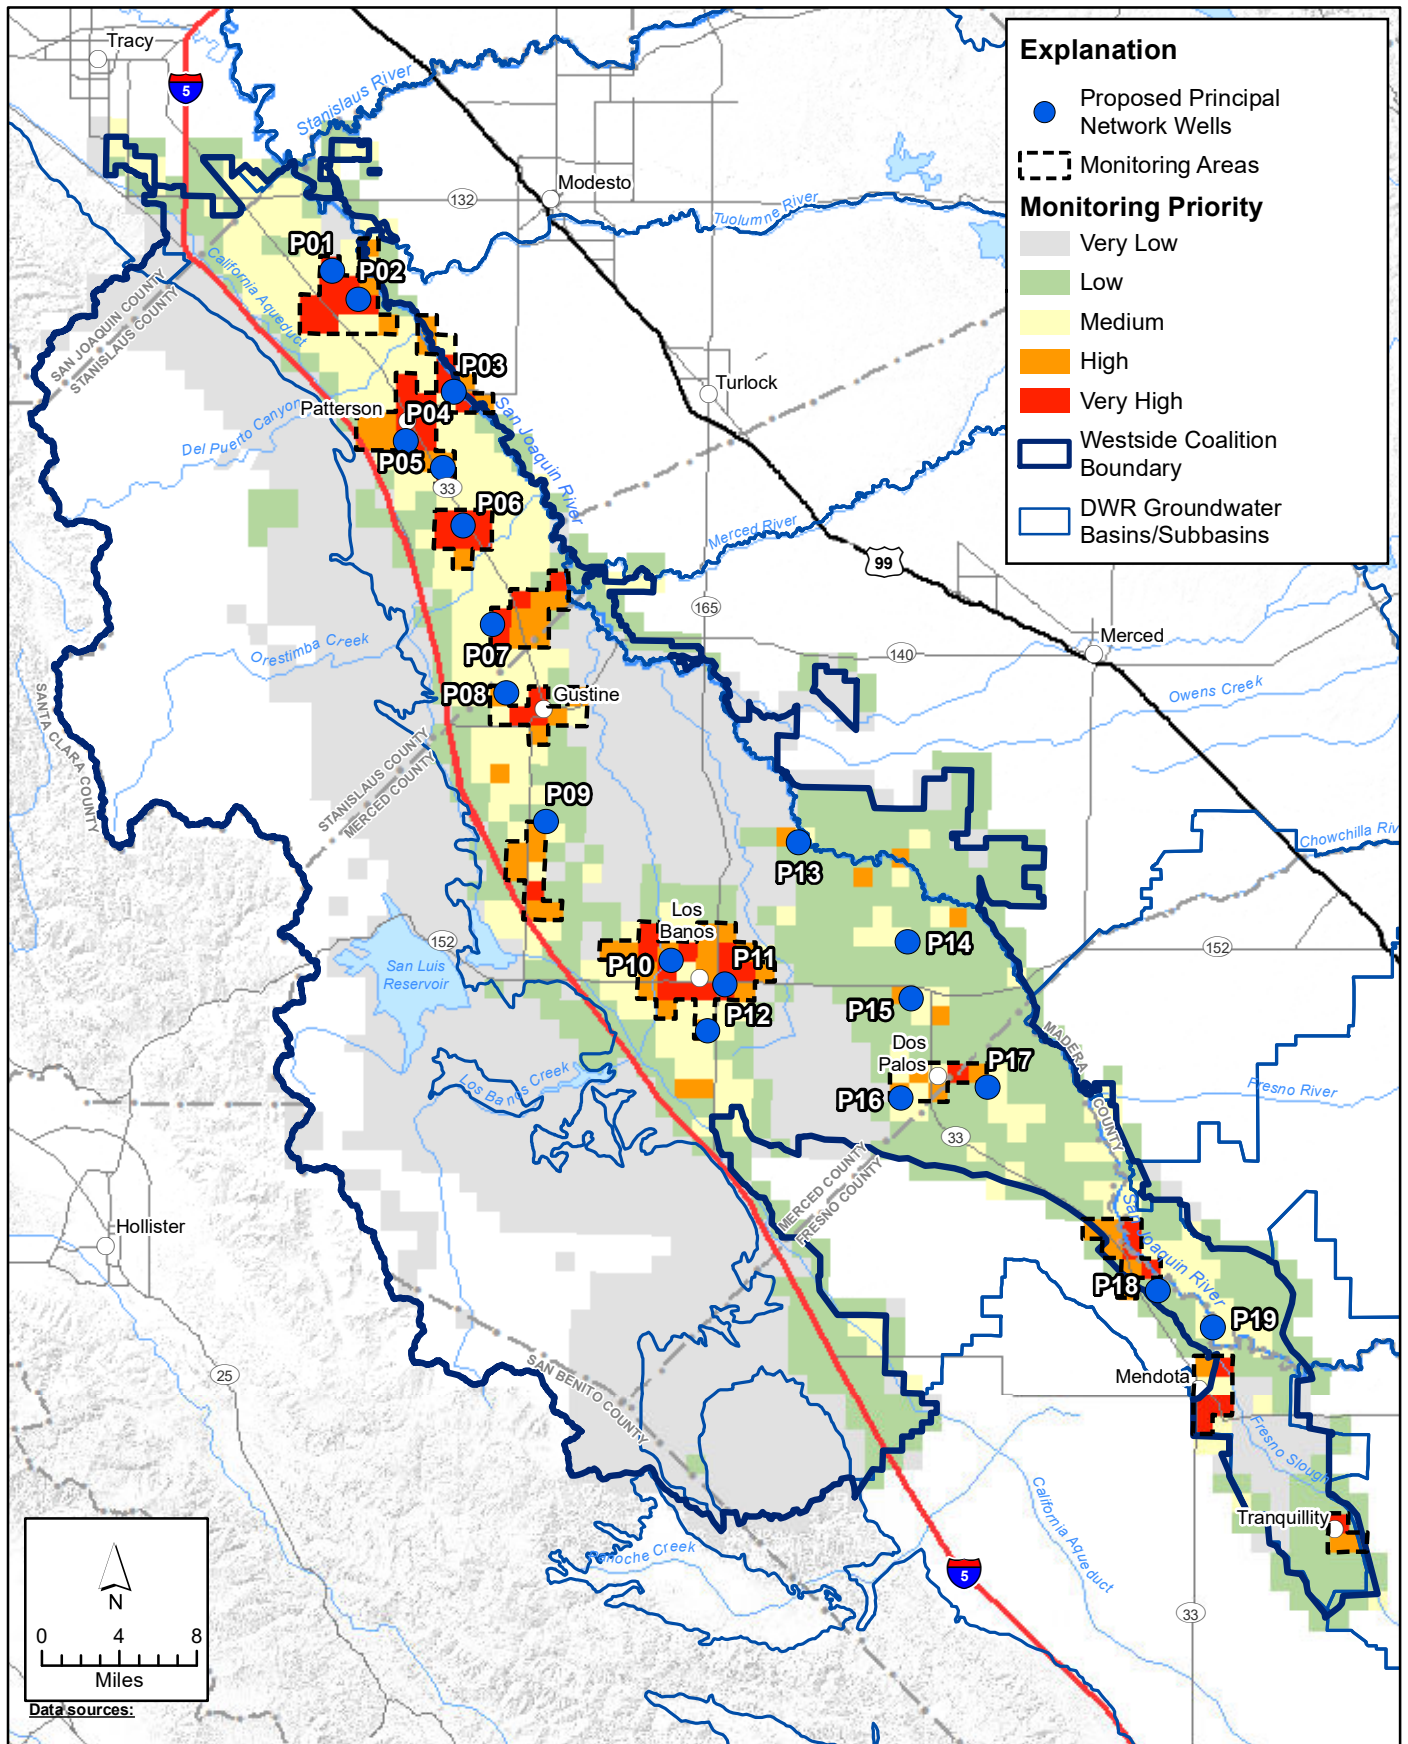 Explanation
Proposed Principal
Network Wells
Monitoring Areas
Monitoring Priority
Very Low
Low
Medium
High
Very High
Westside Coalition
Boundary
DWR Groundwater
Basins/Subbasins
Tracy
5
Stanislaus River
132
Modesto
Tuolumne River
P01
P02
California Aqueduct
SAN JOAQUIN COUNTY
STANISLAUS COUNTY
P03
Turlock
Patterson
P04
San Joaquin River
Del Puerto Canyon
P05
33
P06
Merced River
99
165
Merced
140
P07
Orestimba Creek
Owens Creek
P08
Gustine
SANTA CLARA COUNTY
STANISLAUS COUNTY
MERCED COUNTY
P09
Chowchilla Riv
P13
Los
Banos
152
P14
152
P10
P11
San Luis
Reservoir
P15
P12
MADERA COUNTY
Dos
Palos
P17
Los Banos Creek
Fresno River
P16
33
MERCED COUNTY
FRESNO COUNTY
San Joaquin River
Hollister
P18
P19
25
SAN BENITO COUNTY
Mendota
Fresno Slough
California Aqueduct
Tranquillity
Panoche Creek
5
33
N
0 4 8
Miles
Data sources: